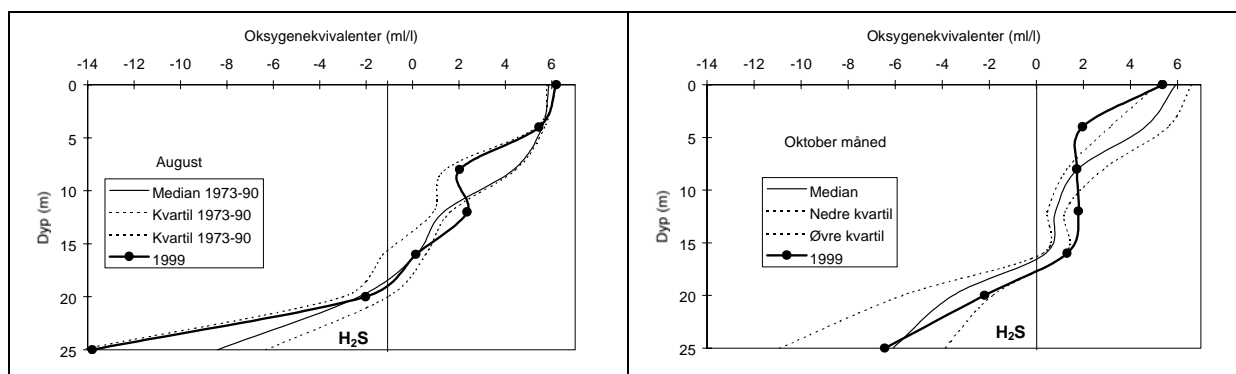 Oksygenekvivalenter (ml/l)
-14 -12 -10 -8 -6 -4 -2 0 2 4 6
0
5
10
15
20
25
Dyp (m)
August
Median 1973-90
Kvartil 1973-90
Kvartil 1973-90
1999
H₂S
Oksygenekvivalenter (ml/l)
-14 -12 -10 -8 -6 -4 -2 0 2 4 6
0
5
10
15
20
25
Dyp (m)
Oktober måned
Median
Nedre kvartil
Øvre kvartil
1999
H₂S